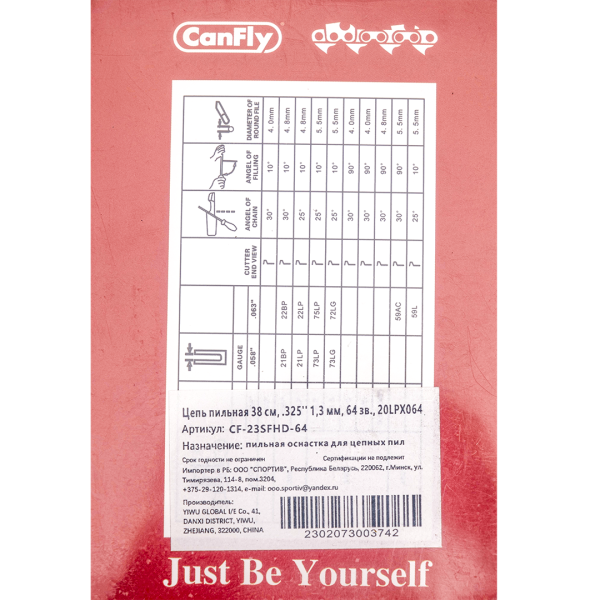 CanFly
GAUGE
.058"
.063"
CUTTER
END VIEW
ANGEL OF
CHAIN
ANGEL OF
FILLING
DIAMETER OF
ROUND FILE
30° 10° 4.0mm
21BP 22BP 30° 10° 4.8mm
21LP 22LP 25° 10° 4.8mm
73LP 75LP 25° 10° 5.5mm
73LG 72LG 25° 10° 5.5mm
30° 90° 4.0mm
30° 90° 4.0mm
30° 90° 4.8mm
59AC 30° 90° 5.5mm
59L 25° 10° 5.5mm
Цепь пильная 38 см, .325'' 1,3 мм, 64 зв., 20LPX064
Артикул: CF-23SFHD-64
Назначение: пильная оснастка для цепных пил
Срок годности не ограничен Сертификации не подлежит
Импортер в РБ: ООО "СПОРТИВ", Республика Беларусь, 220062, г.Минск, ул.
Тимирязева, 114-8, пом.3204,
+375-29-120-1314, e-mail: ooo.sportiv@yandex.ru
Производитель:
YIWU GLOBAL I/E Co., 41,
DANXI DISTRICT, YIWU,
ZHEJIANG, 322000, CHINA
2302073003742
Just Be Yourself